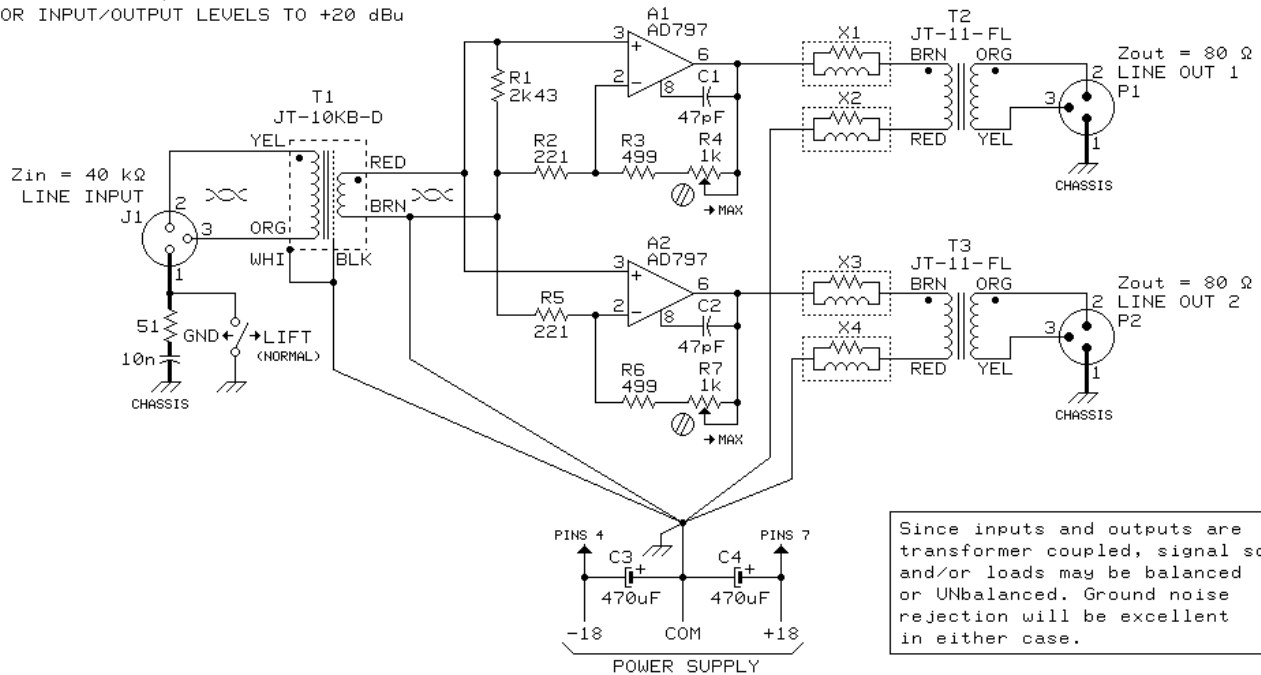 OR INPUT/OUTPUT LEVELS TO +20 dBu
A1
AD797
3
+
6
2
−
8
C1
47pF
R1
2k43
R2
221
R3
499
R4
1k
→MAX
X1
X2
T2
JT-11-FL
BRN
ORG
RED
YEL
Zout = 80 Ω
LINE OUT 1
P1
2
3
1
CHASSIS
T1
JT-10KB-D
YEL
RED
BRN
ORG
WHI
BLK
Zin = 40 kΩ
LINE INPUT
J1
2
3
1
51
10n
GND←
→LIFT
(NORMAL)
CHASSIS
A2
AD797
3
+
6
2
−
8
C2
47pF
R5
221
R6
499
R7
1k
→MAX
X3
X4
T3
JT-11-FL
BRN
ORG
RED
YEL
Zout = 80 Ω
LINE OUT 2
P2
2
3
1
CHASSIS
PINS 4
PINS 7
C3
+
470uF
C4
+
470uF
-18
COM
+18
POWER SUPPLY
Since inputs and outputs are
transformer coupled, signal
and/or loads may be balanced
or UNbalanced. Ground noise
rejection will be excellent
in either case.